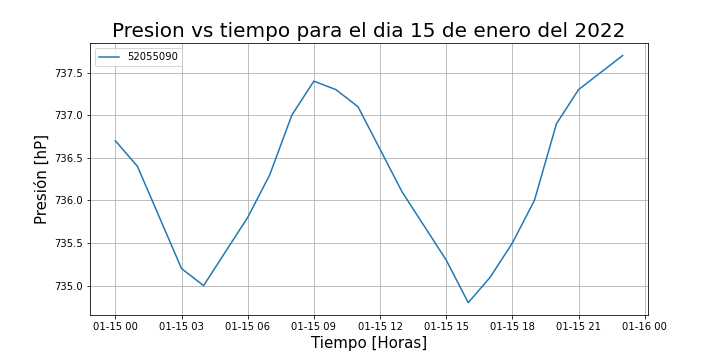 Presion vs tiempo para el dia 15 de enero del 2022
52055090
Presión [hP]
737.5
737.0
736.5
736.0
735.5
735.0
01-15 00 01-15 03 01-15 06 01-15 09 01-15 12 01-15 15 01-15 18 01-15 21 01-16 00
Tiempo [Horas]